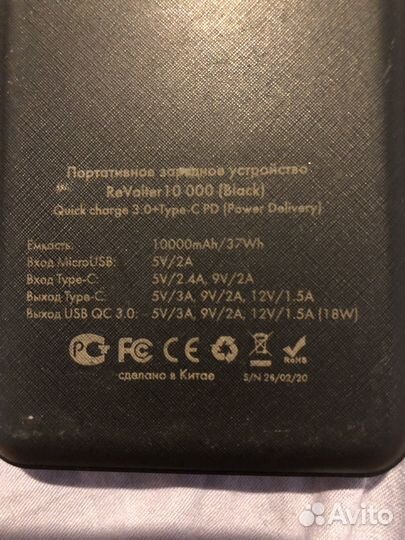 Портативное зарядное устройство
ReVolter10 000 (Black)
Quick charge 3.0+Type-C PD (Power Delivery)
Емкость: 10000mAh/37Wh
Вход MicroUSB: 5V/2A
Вход Type-C: 5V/2.4A, 9V/2A
Выход Type-C: 5V/3A, 9V/2A, 12V/1.5A
Выход USB QC 3.0: 5V/3A, 9V/2A, 12V/1.5A (18W)
РСТ FC CE RoHS
сделано в Китае S/N 26/02/20
Avito